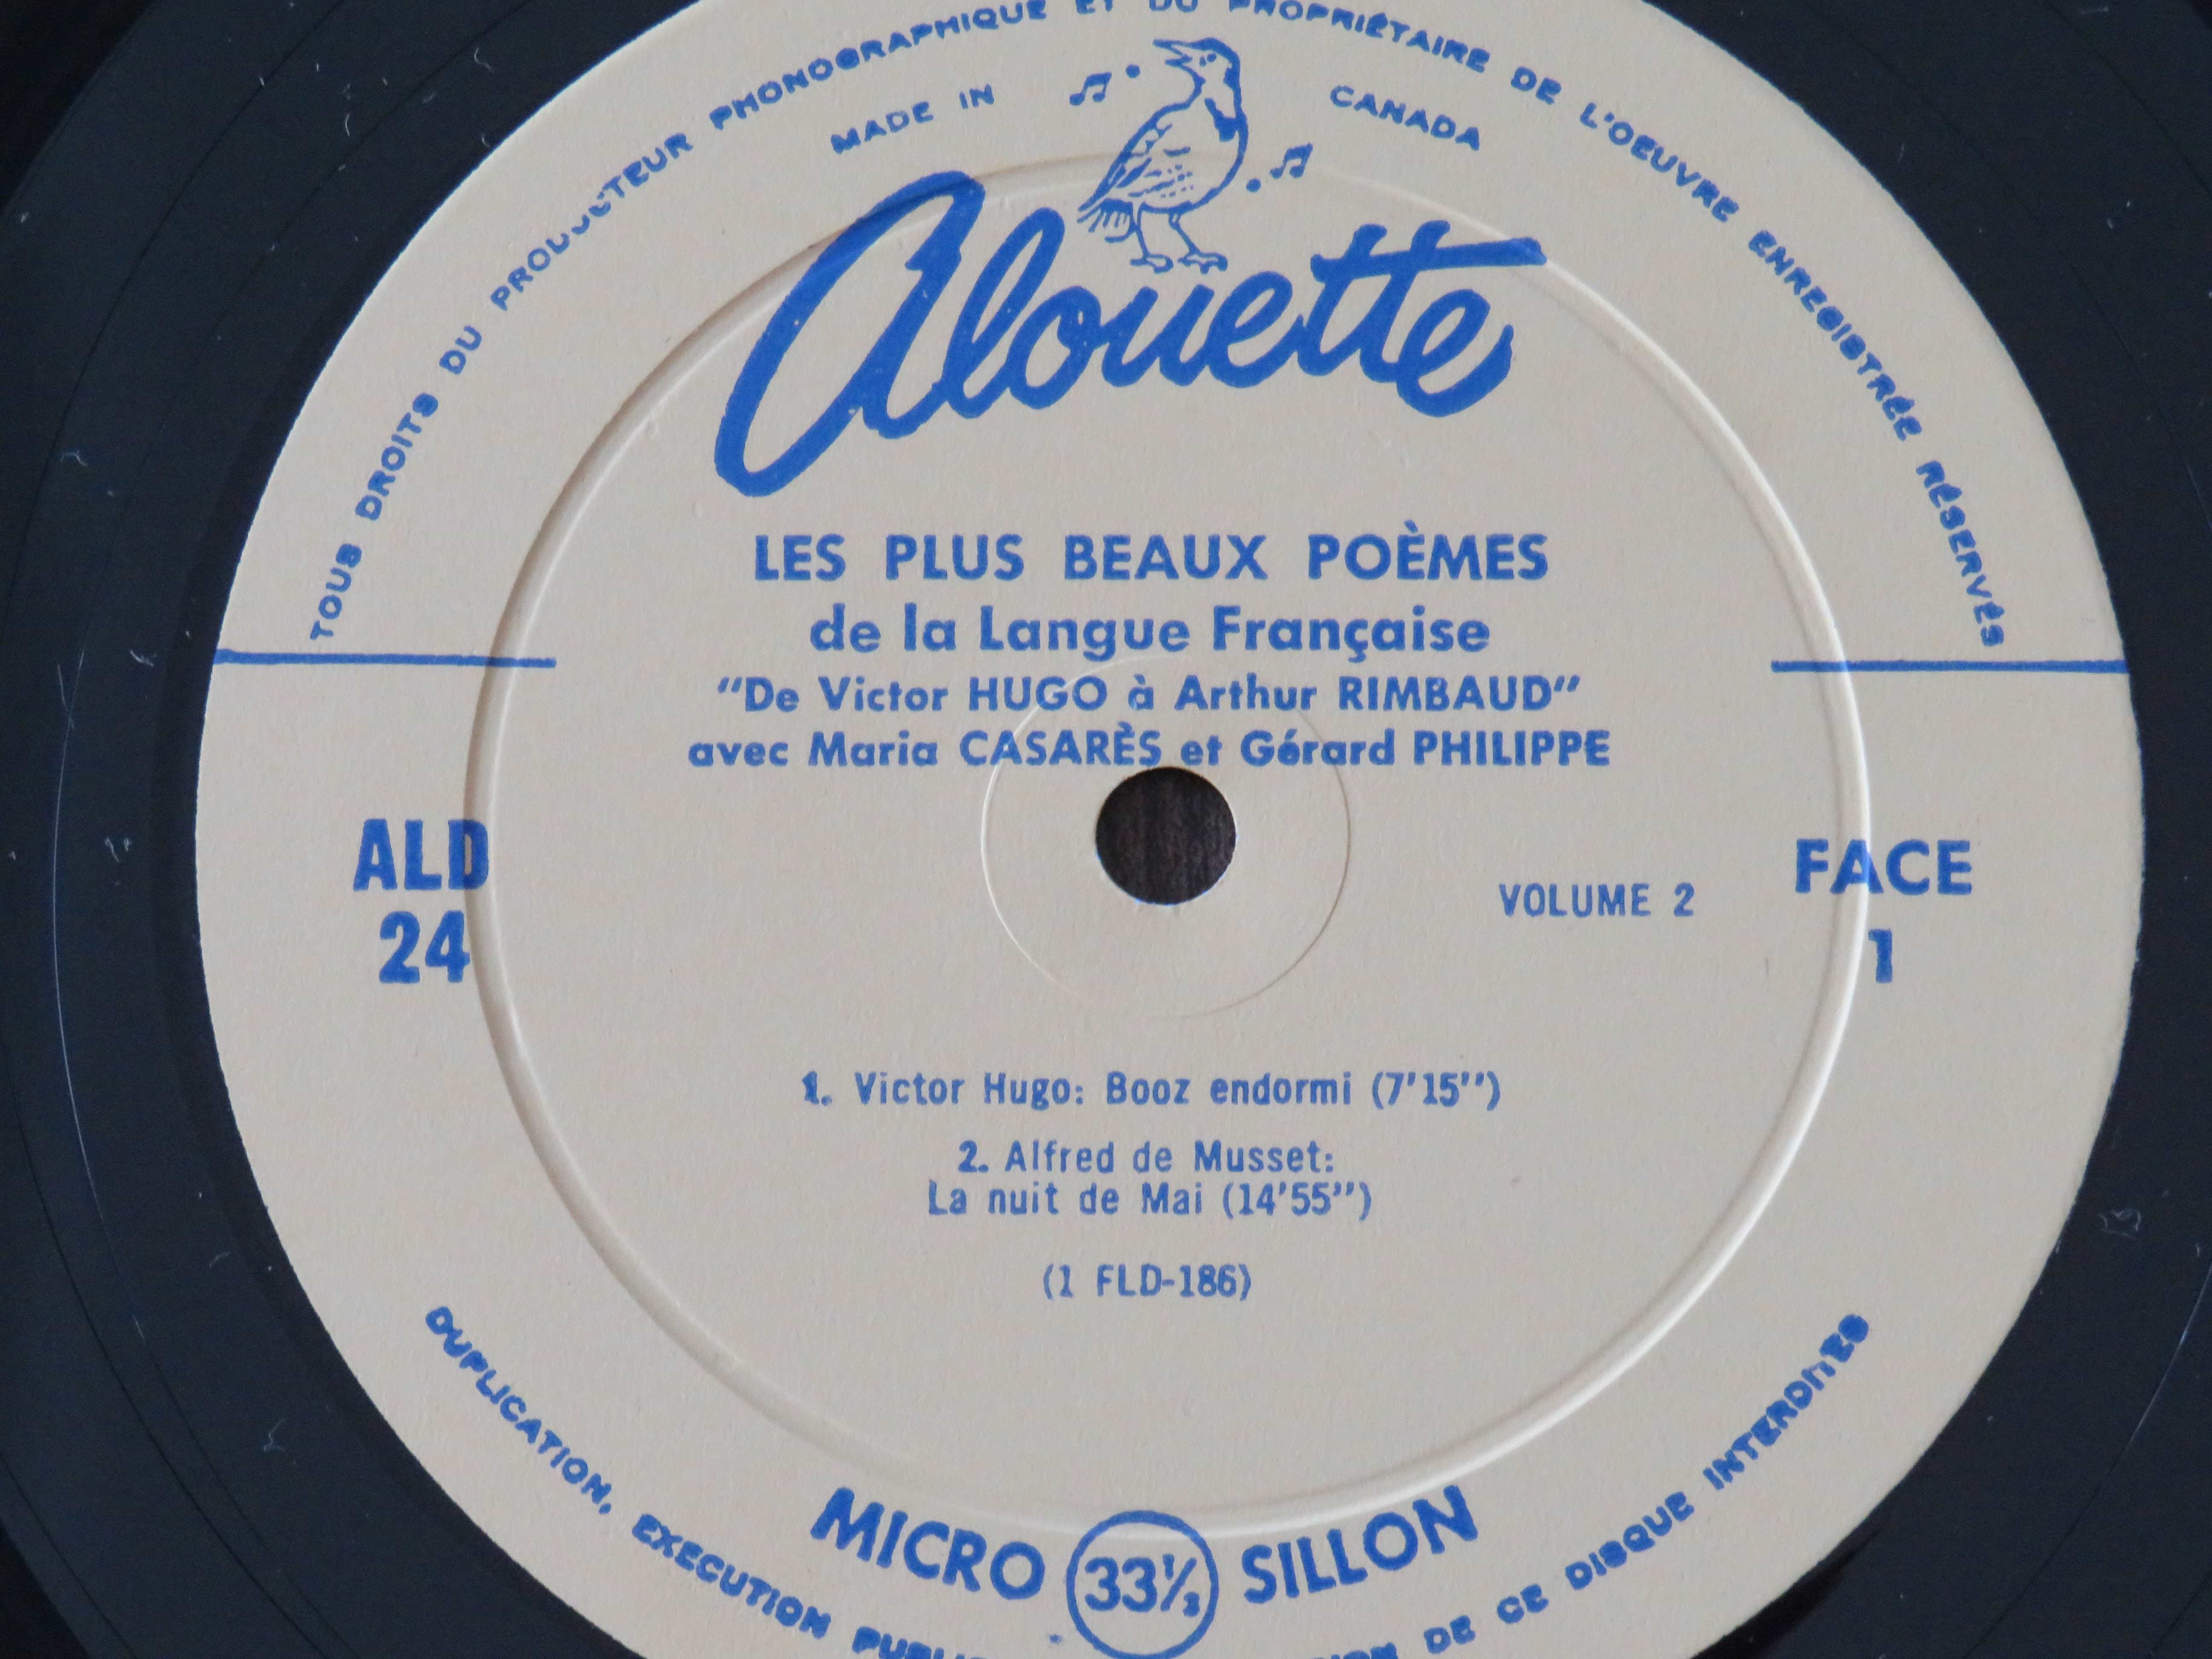 TOUS DROITS DU PRODUCTEUR PHONOGRAPHIQUE ET DU PROPRIÉTAIRE DE L'OEUVRE ENREGISTRÉE RÉSERVÉS
MADE IN CANADA
Alouette
LES PLUS BEAUX POÈMES
de la Langue Française
“De Victor HUGO à Arthur RIMBAUD”
avec Maria CASARÈS et Gérard PHILIPPE
ALD
24
VOLUME 2
FACE
1
1. Victor Hugo: Booz endormi (7'15'')
2. Alfred de Musset:
La nuit de Mai (14'55'')
(1 FLD-186)
MICRO 33⅓ SILLON
DUPLICATION, EXECUTION DE CE DISQUE INTERDITES